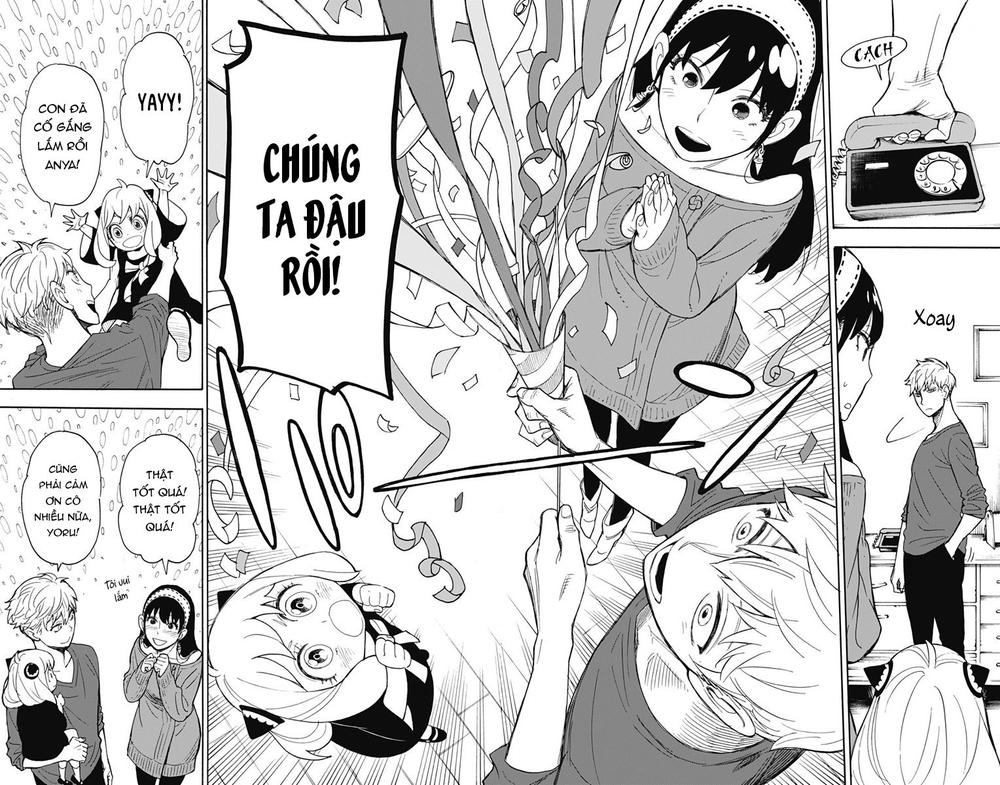 CẠCH
Xoay
CHÚNG
TA ĐẬU
RỒI!
YAYY!
CON ĐÃ
CỐ GẮNG
LẮM RỒI
ANYA!
THẬT
TỐT QUÁ!
THẬT TỐT
QUÁ!
Tôi vui
lắm
CŨNG
PHẢI CẢM
ƠN CÔ
NHIỀU NỮA,
YORU!